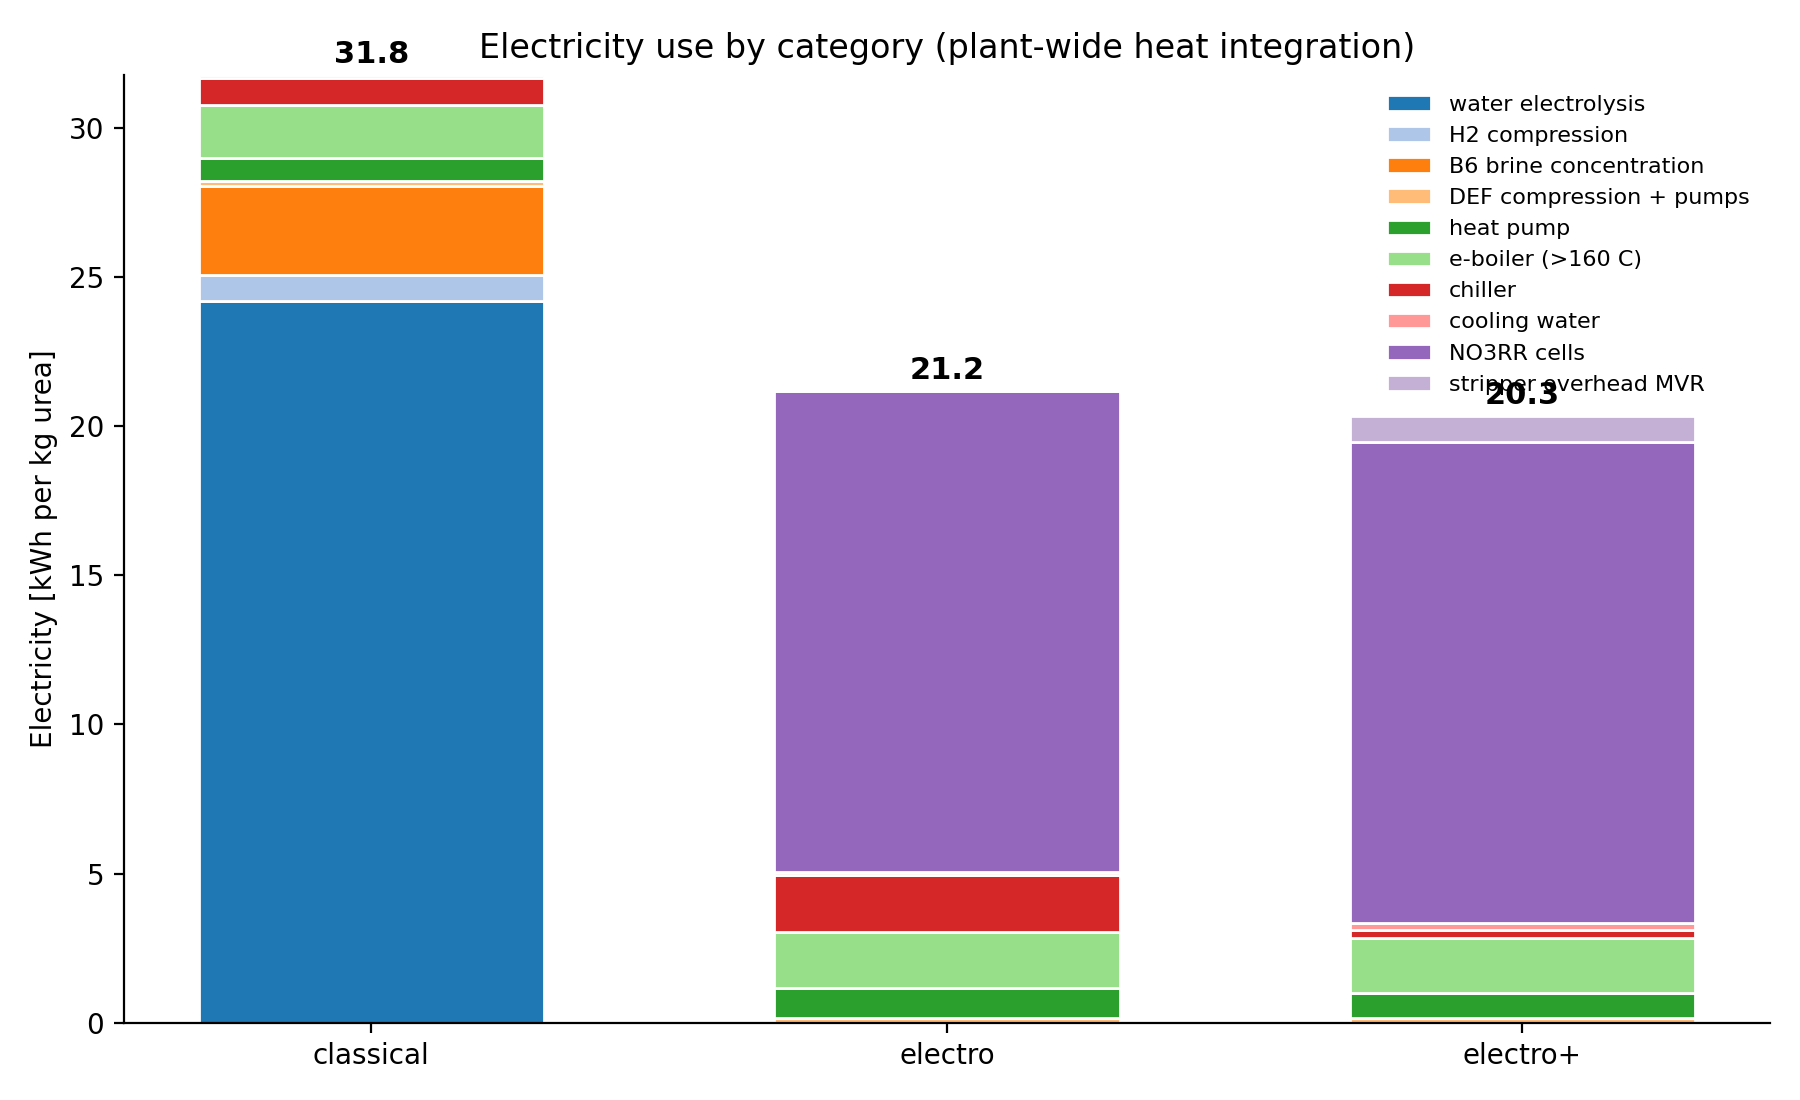 Electricity use by category (plant-wide heat integration)
31.8
21.2
20.3
water electrolysis
H2 compression
B6 brine concentration
DEF compression + pumps
heat pump
e-boiler (>160 C)
chiller
cooling water
NO3RR cells
stripper overhead MVR
Electricity [kWh per kg urea]
30
25
20
15
10
5
0
classical
electro
electro+